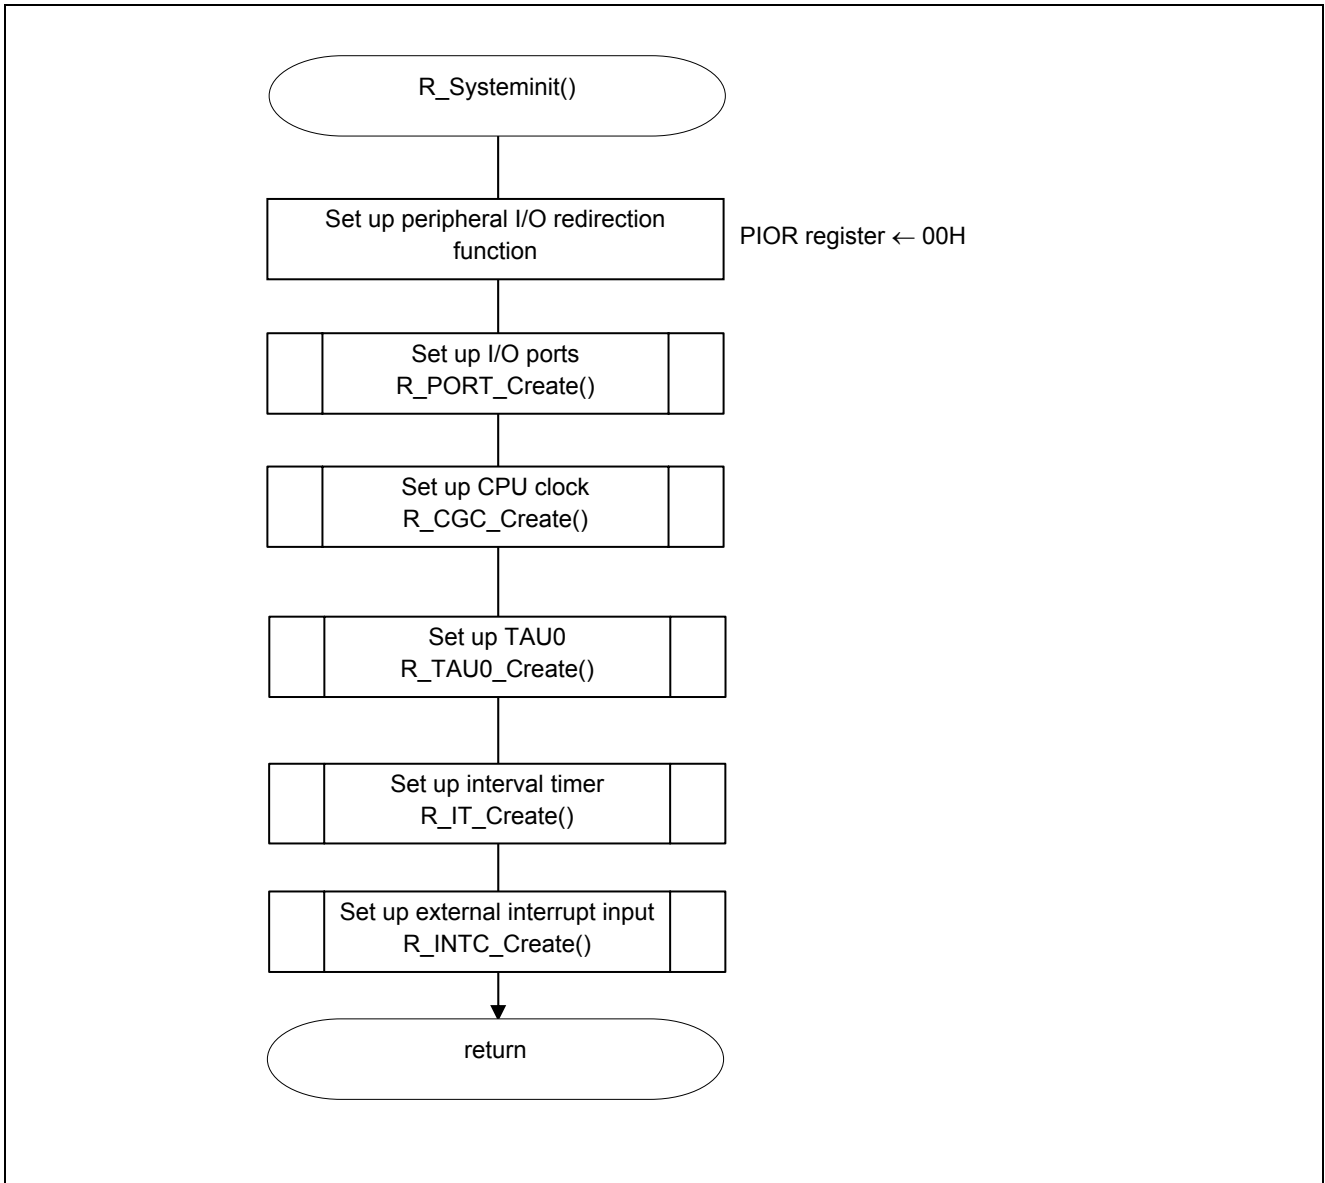 R_Systeminit()
Set up peripheral I/O redirection
function
PIOR register ← 00H
Set up I/O ports
R_PORT_Create()
Set up CPU clock
R_CGC_Create()
Set up TAU0
R_TAU0_Create()
Set up interval timer
R_IT_Create()
Set up external interrupt input
R_INTC_Create()
return